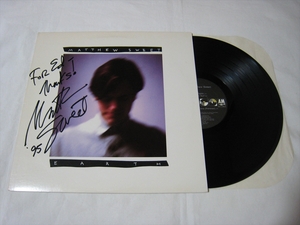 MATTHEW SWEET
FOR Ed!
Thanks!
Matthew
Sweet
95
EARTH
A&M